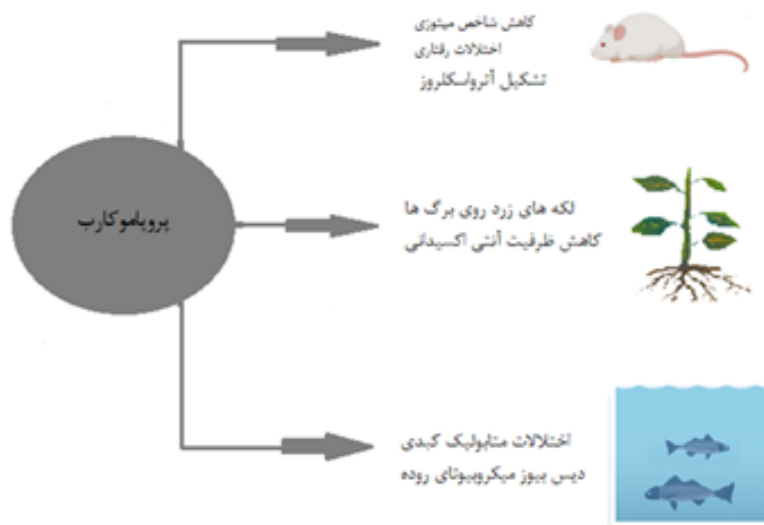 کاهش شاخص میتوزی
اختلالات رفتاری
تشکیل آترواسکلروز
پروپاموکارب
لکه های زرد روی برگ ها
کاهش ظرفیت آنتی اکسیدانی
اختلالات متابولیک کبدی
دیس بیوز میکروبیوتای روده